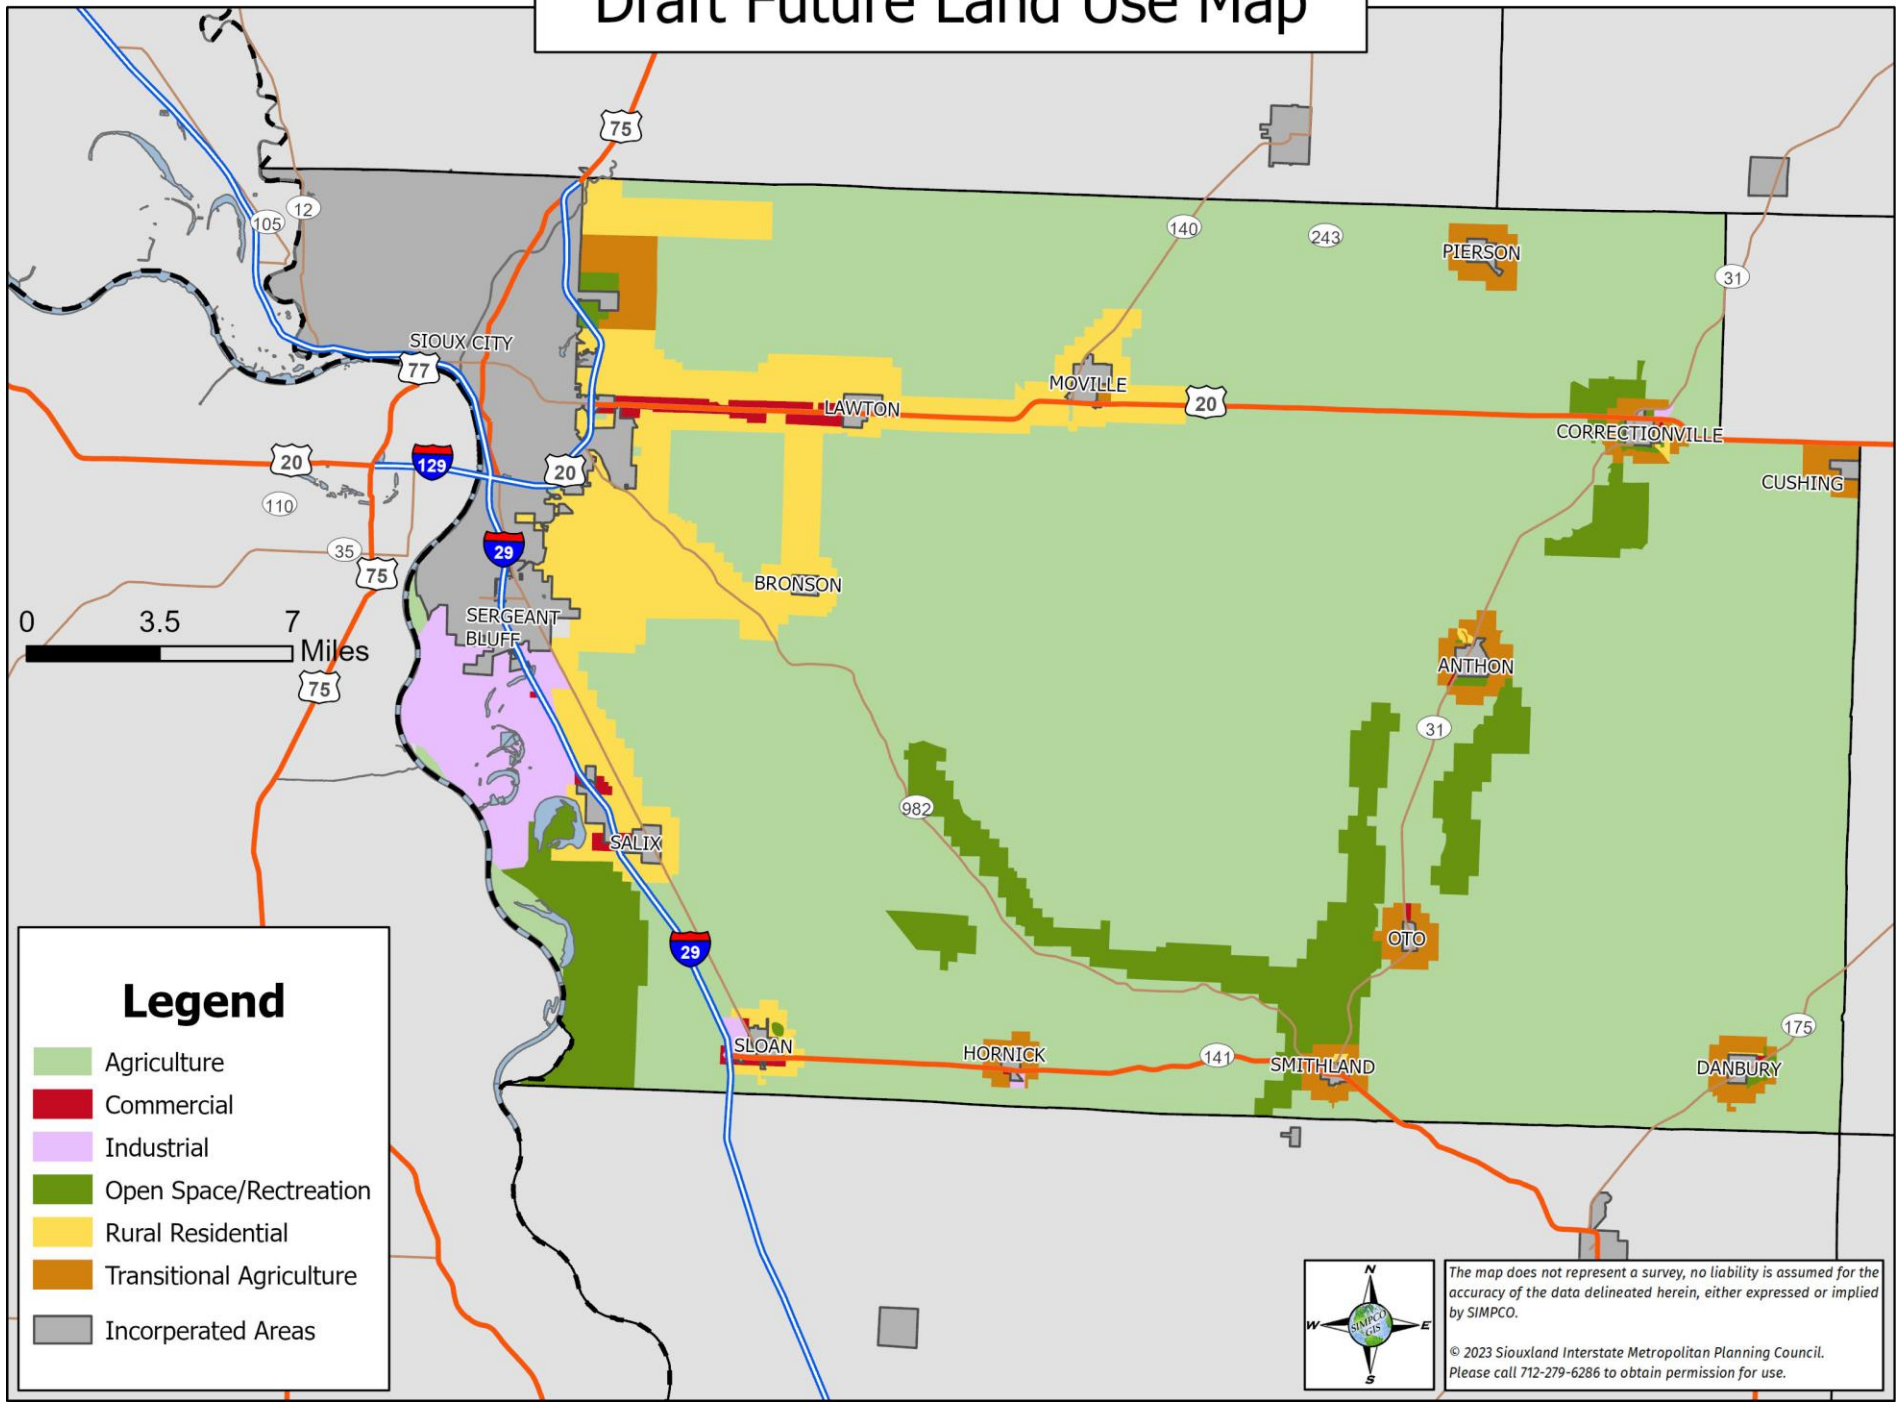 Draft Future Land Use Map
75
12
105
140
243
PIERSON
31
SIOUX CITY
77
MOVILLE
LAWTON
20
CORRECTIONVILLE
20
129
20
CUSHING
110
35
29
75
BRONSON
0 3.5 7
Miles
SERGEANT
BLUFF
ANTHON
75
31
982
SALIX
OTO
29
SLOAN
HORNICK
141
SMITHLAND
175
DANBURY
Legend
Agriculture
Commercial
Industrial
Open Space/Rectreation
Rural Residential
Transitional Agriculture
Incorperated Areas
N
W
E
S
SIMPCO
GIS
The map does not represent a survey, no liability is assumed for the
accuracy of the data delineated herein, either expressed or implied
by SIMPCO.
© 2023 Siouxland Interstate Metropolitan Planning Council.
Please call 712-279-6286 to obtain permission for use.